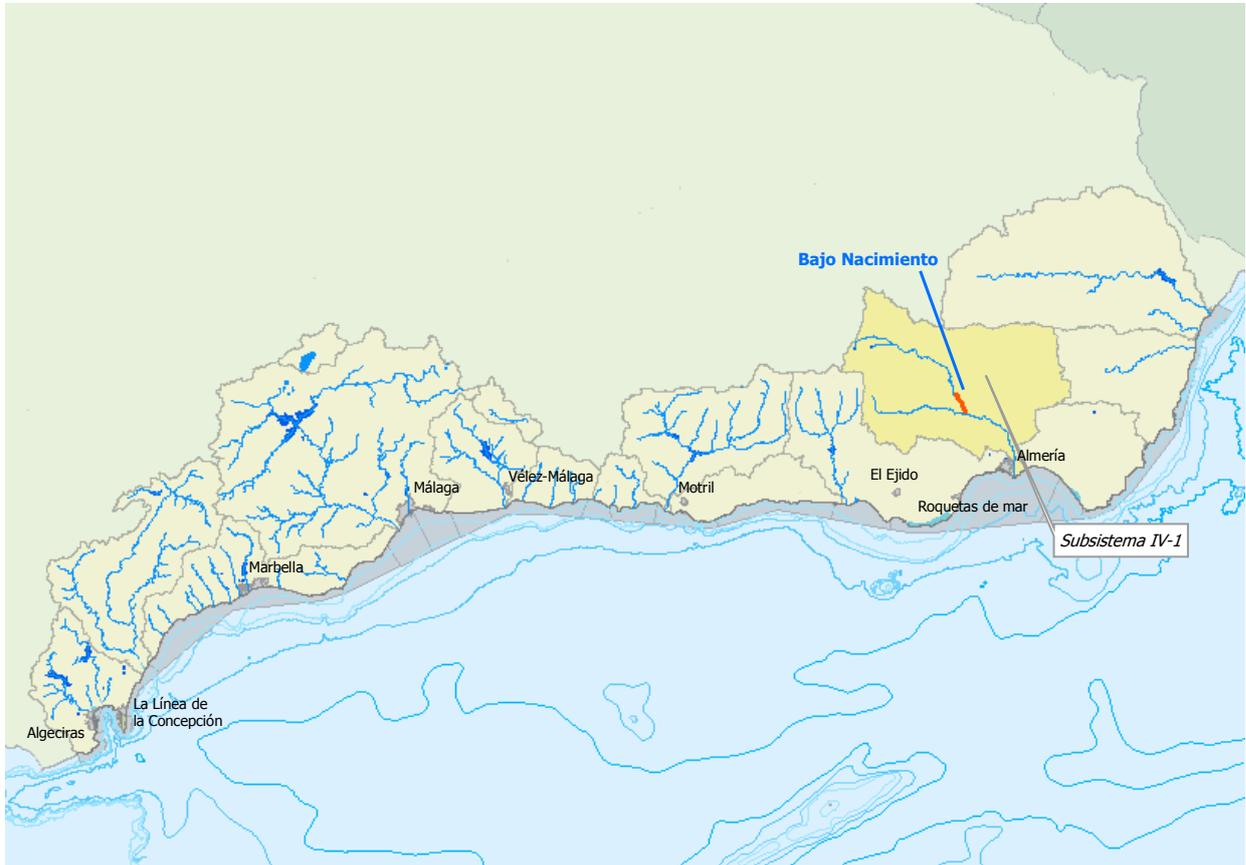 Bajo Nacimiento
Almería
El Ejido
Vélez-Málaga
Málaga
Motril
Roquetas de mar
Subsistema IV-1
Marbella
La Línea de
la Concepción
Algeciras